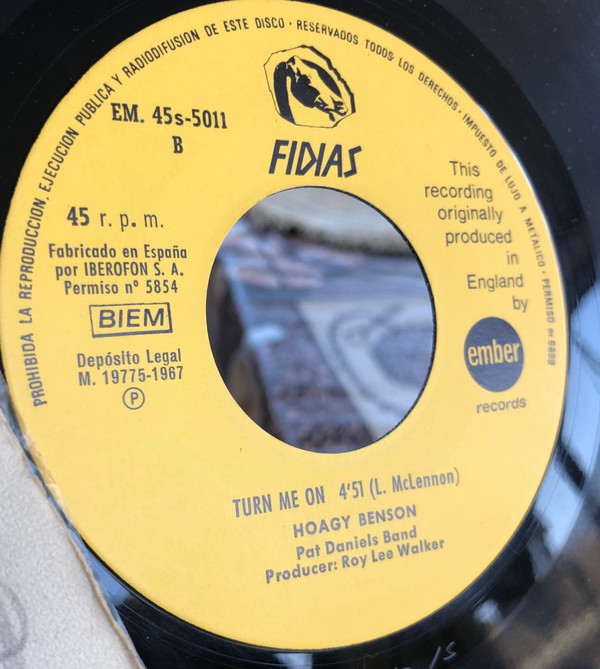 PROHIBIDA LA REPRODUCCION, EJECUCION PUBLICA Y RADIODIFUSION DE ESTE DISCO · RESERVADOS TODOS LOS DERECHOS · IMPUESTO DE LUJO A METALICO · PERMISO nº 6889
EM. 45s-5011
B
FIDIAS
45 r. p. m.
Fabricado en España
por IBEROFON S. A.
Permiso nº 5854
BIEM
Depósito Legal
M. 19775-1967
Ⓟ
This
recording
originally
produced
in
England
by
ember
records
TURN ME ON 4'51 (L. McLennon)
HOAGY BENSON
Pat Daniels Band
Producer: Roy Lee Walker